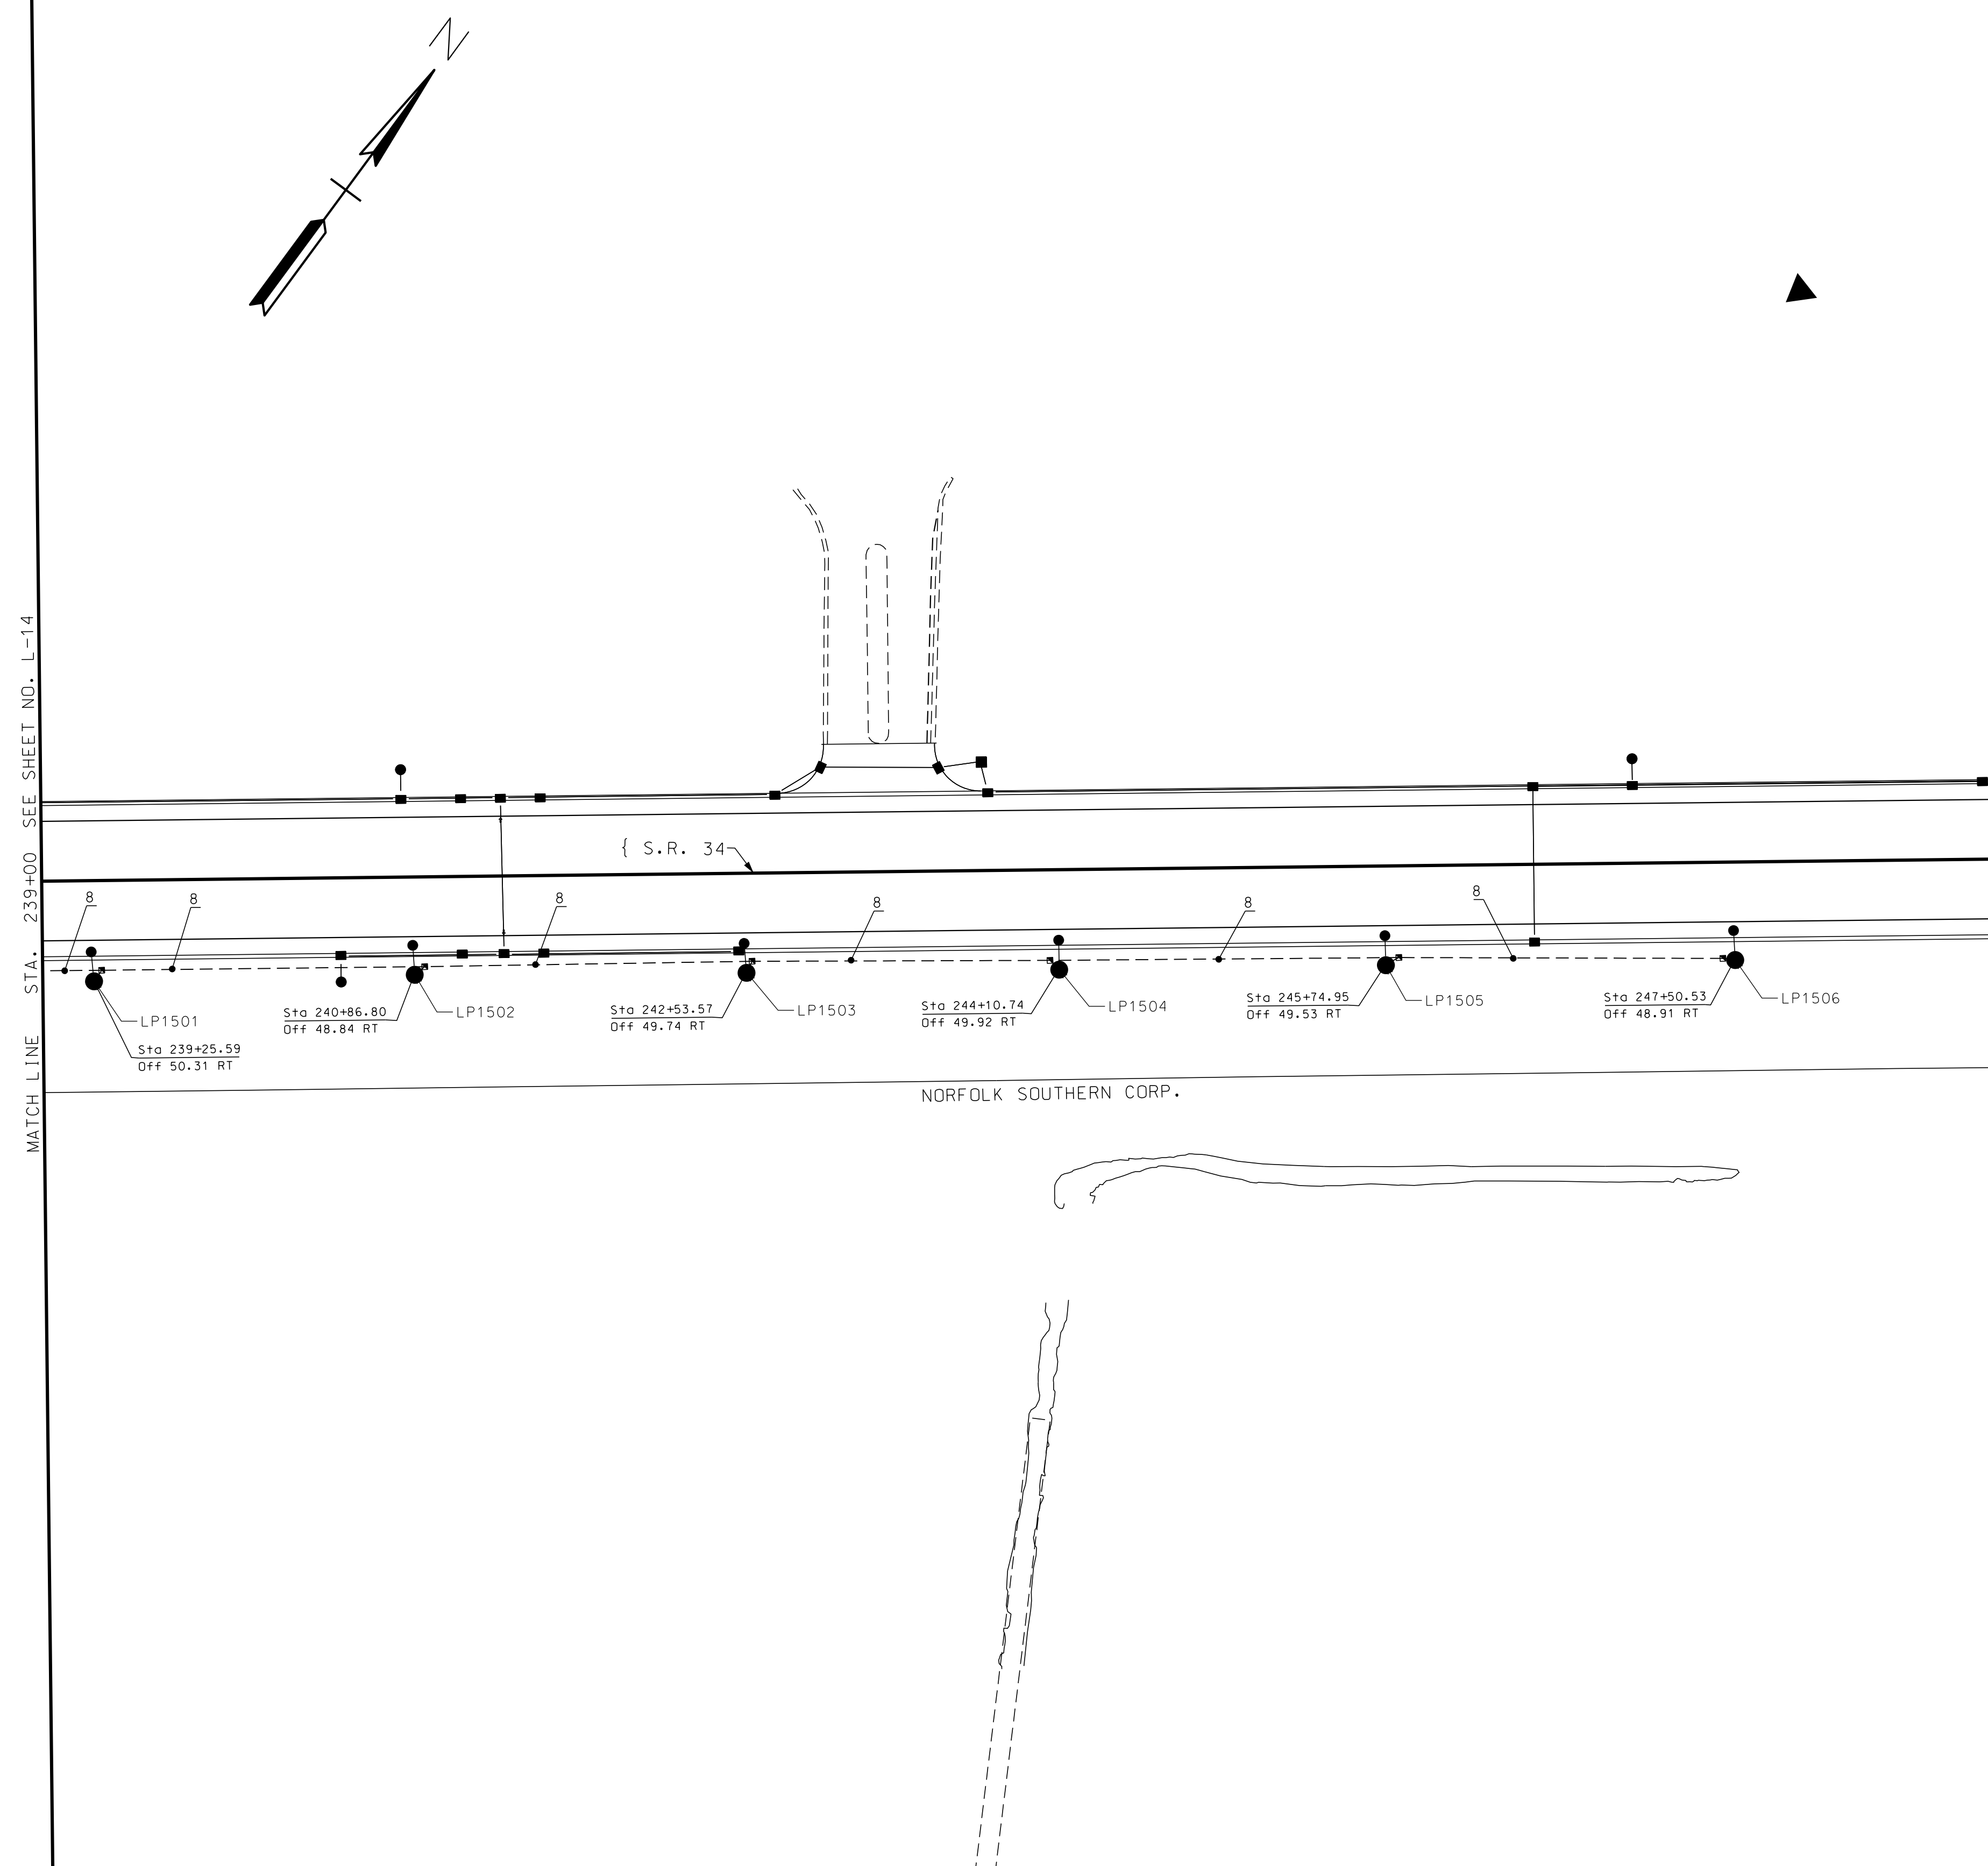 N
MATCH LINE STA. 239+00 SEE SHEET NO. L-14
{ S.R. 34
8
8
8
8
8
8
LP1501
Sta 239+25.59
Off 50.31 RT
Sta 240+86.80
Off 48.84 RT
LP1502
Sta 242+53.57
Off 49.74 RT
LP1503
Sta 244+10.74
Off 49.92 RT
LP1504
Sta 245+74.95
Off 49.53 RT
LP1505
Sta 247+50.53
Off 48.91 RT
LP1506
NORFOLK SOUTHERN CORP.